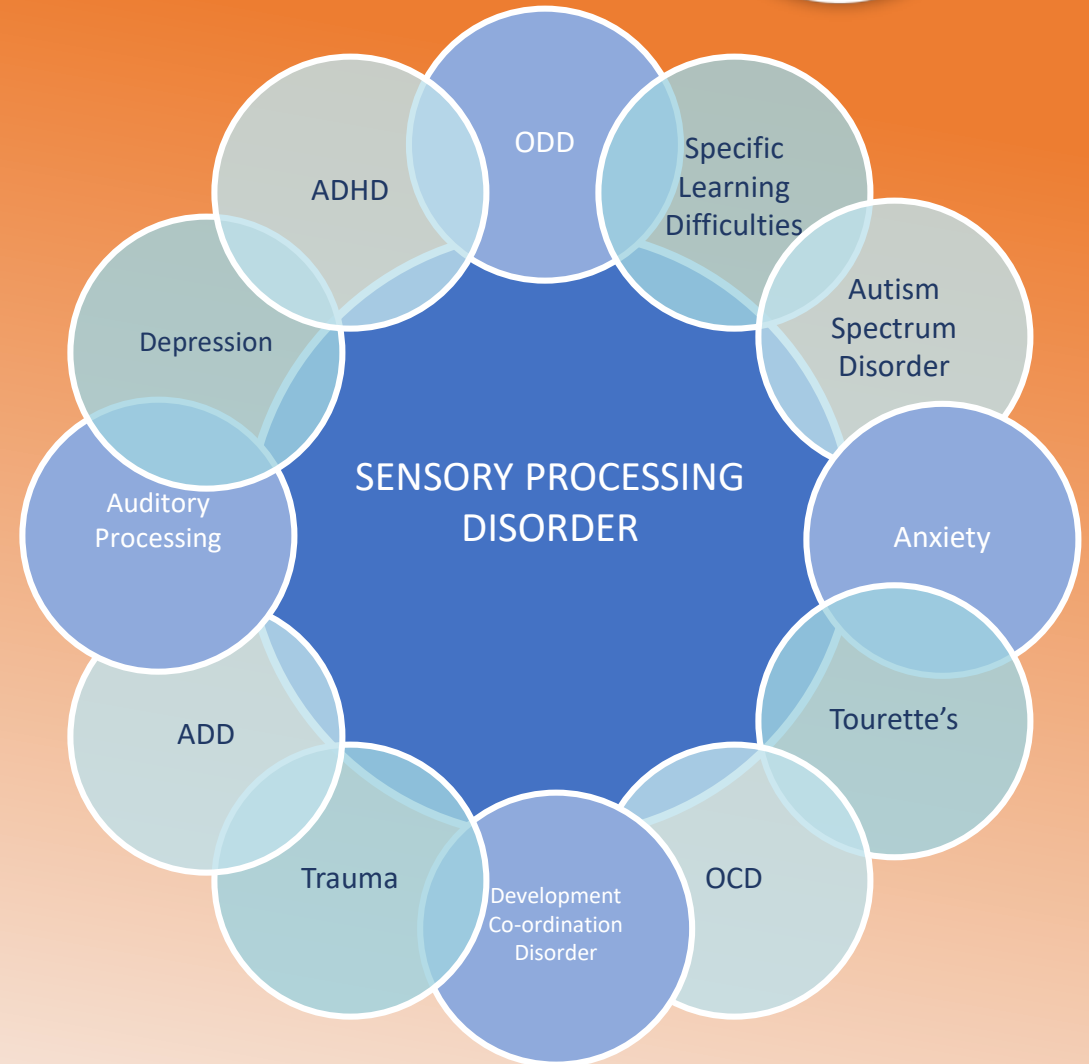 ODD
Specific
Learning
Difficulties
Autism
Spectrum
Disorder
Anxiety
Tourette’s
OCD
Development
Co-ordination
Disorder
Trauma
ADD
Auditory
Processing
Depression
ADHD
SENSORY PROCESSING
DISORDER